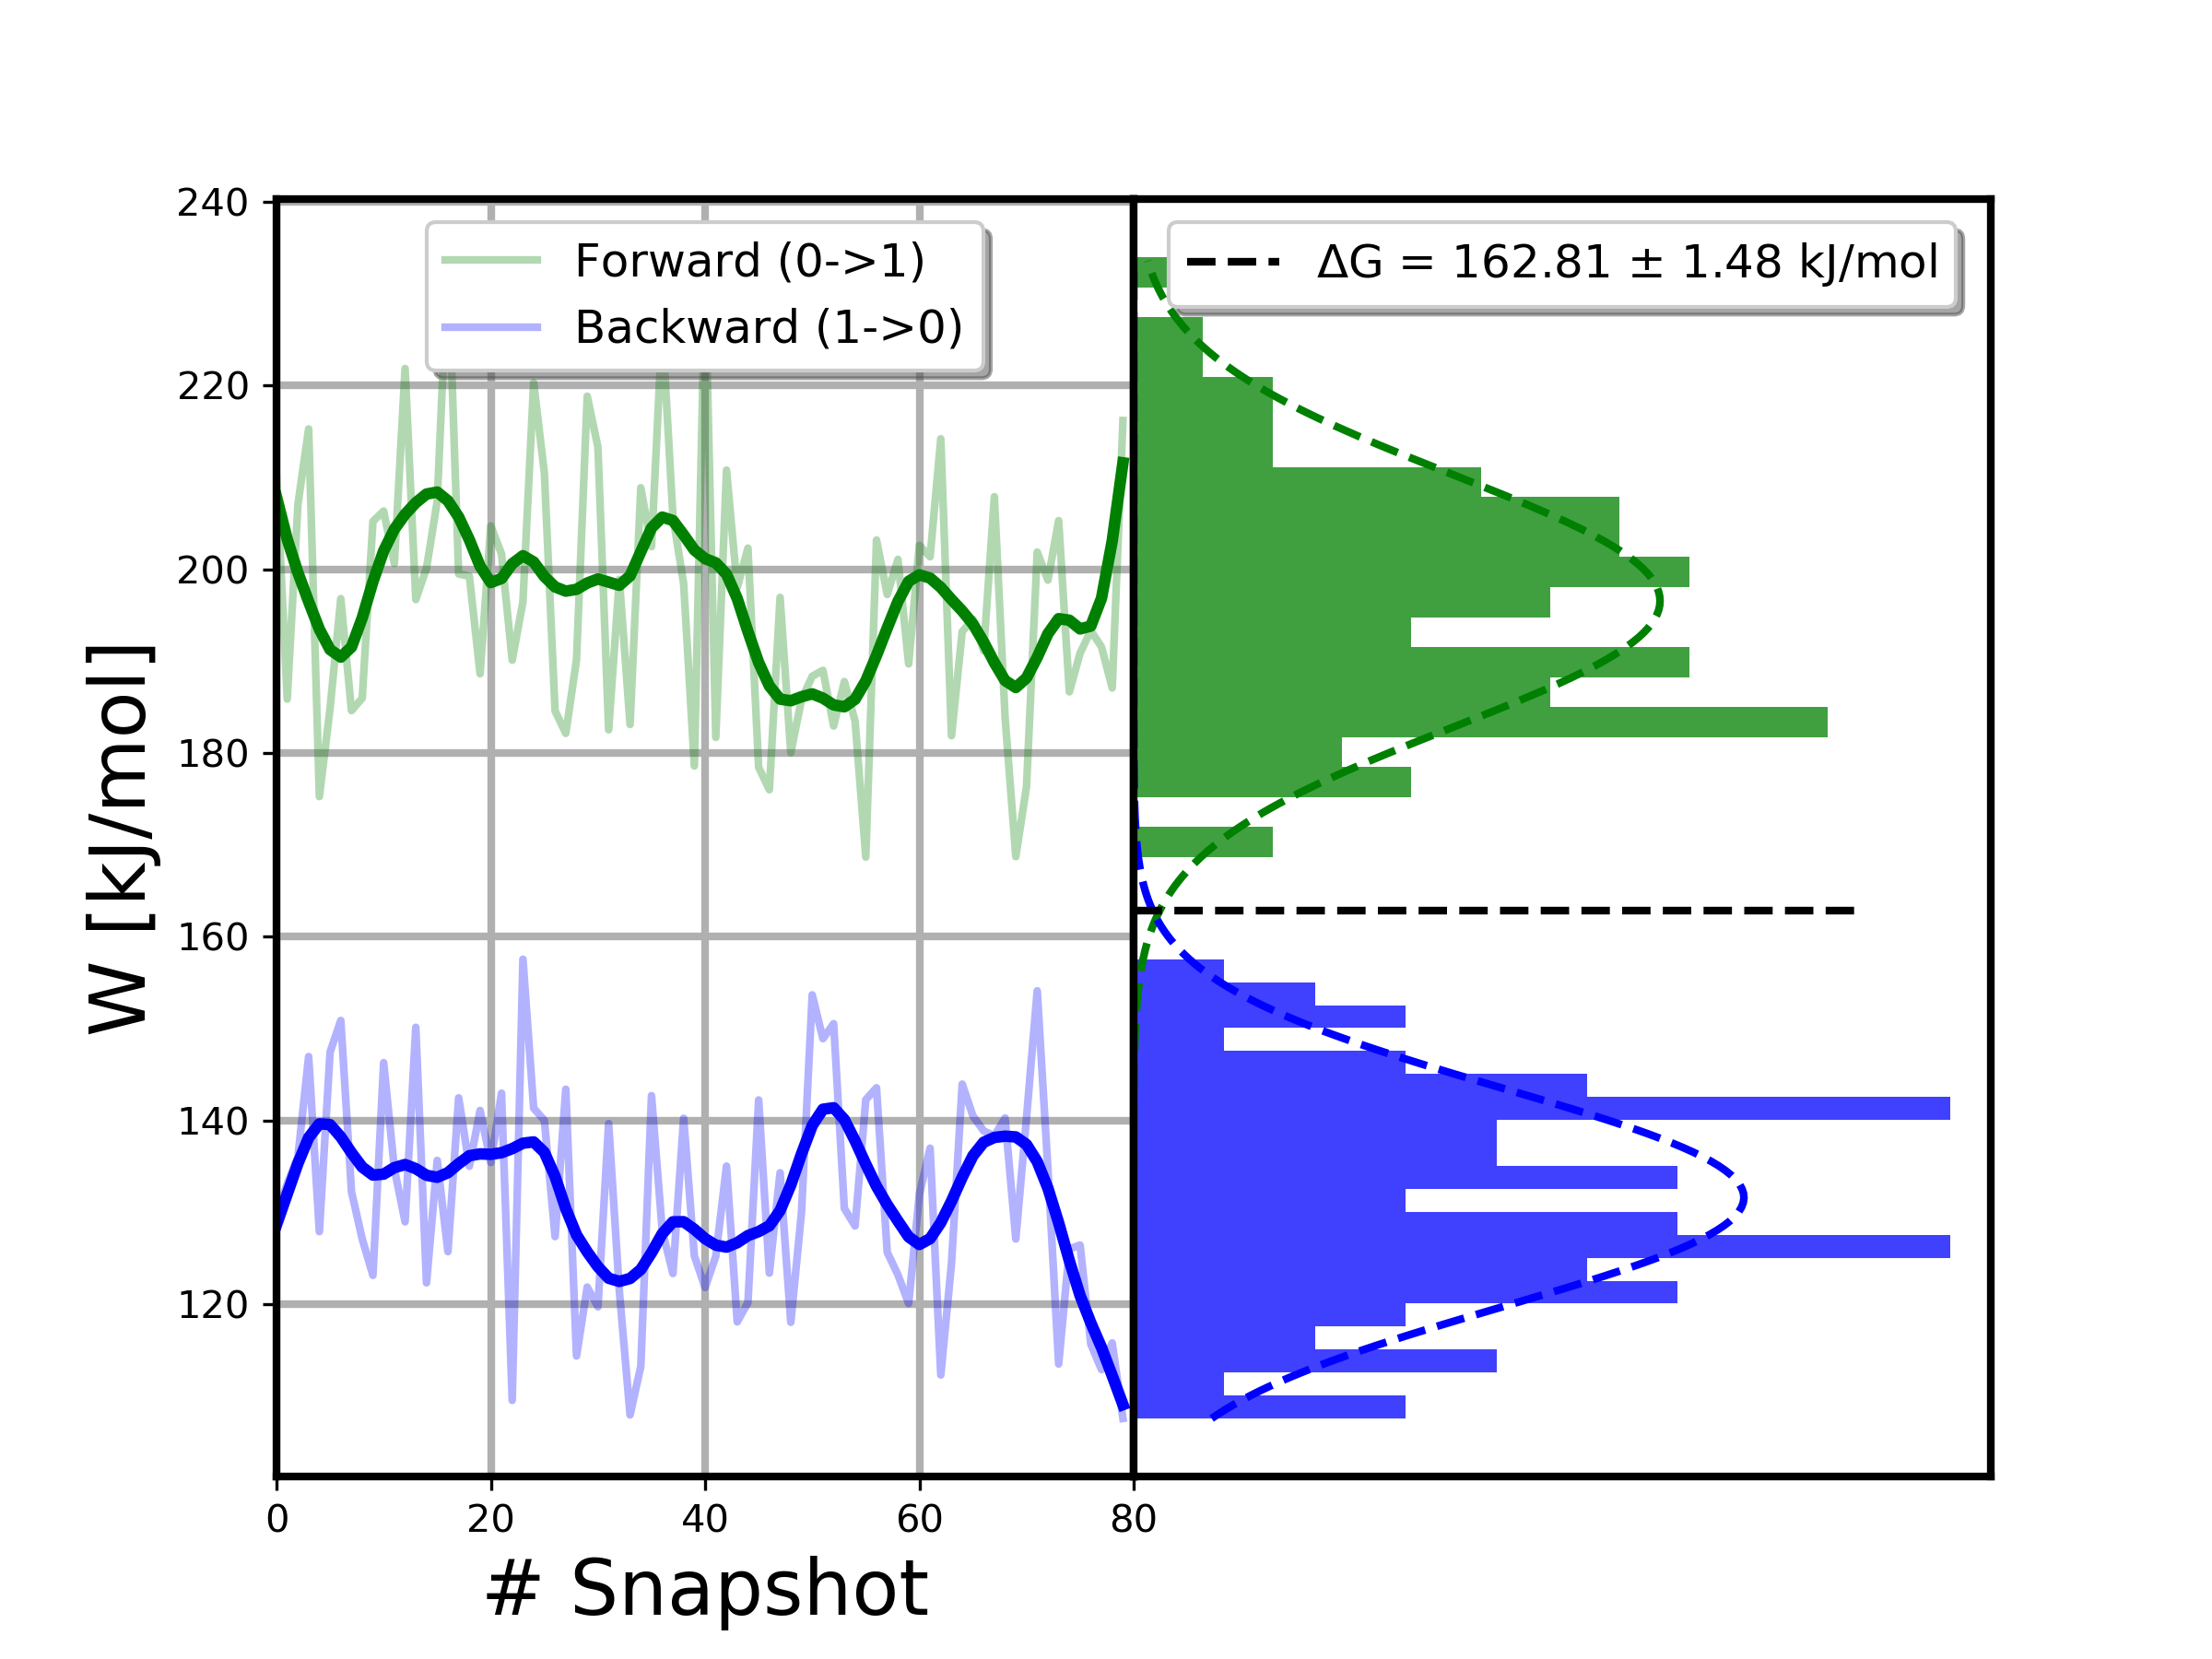 240
220
200
180
160
140
120
W [kJ/mol]
Forward (0->1)
Backward (1->0)
ΔG = 162.81 ± 1.48 kJ/mol
0 20 40 60 80
# Snapshot